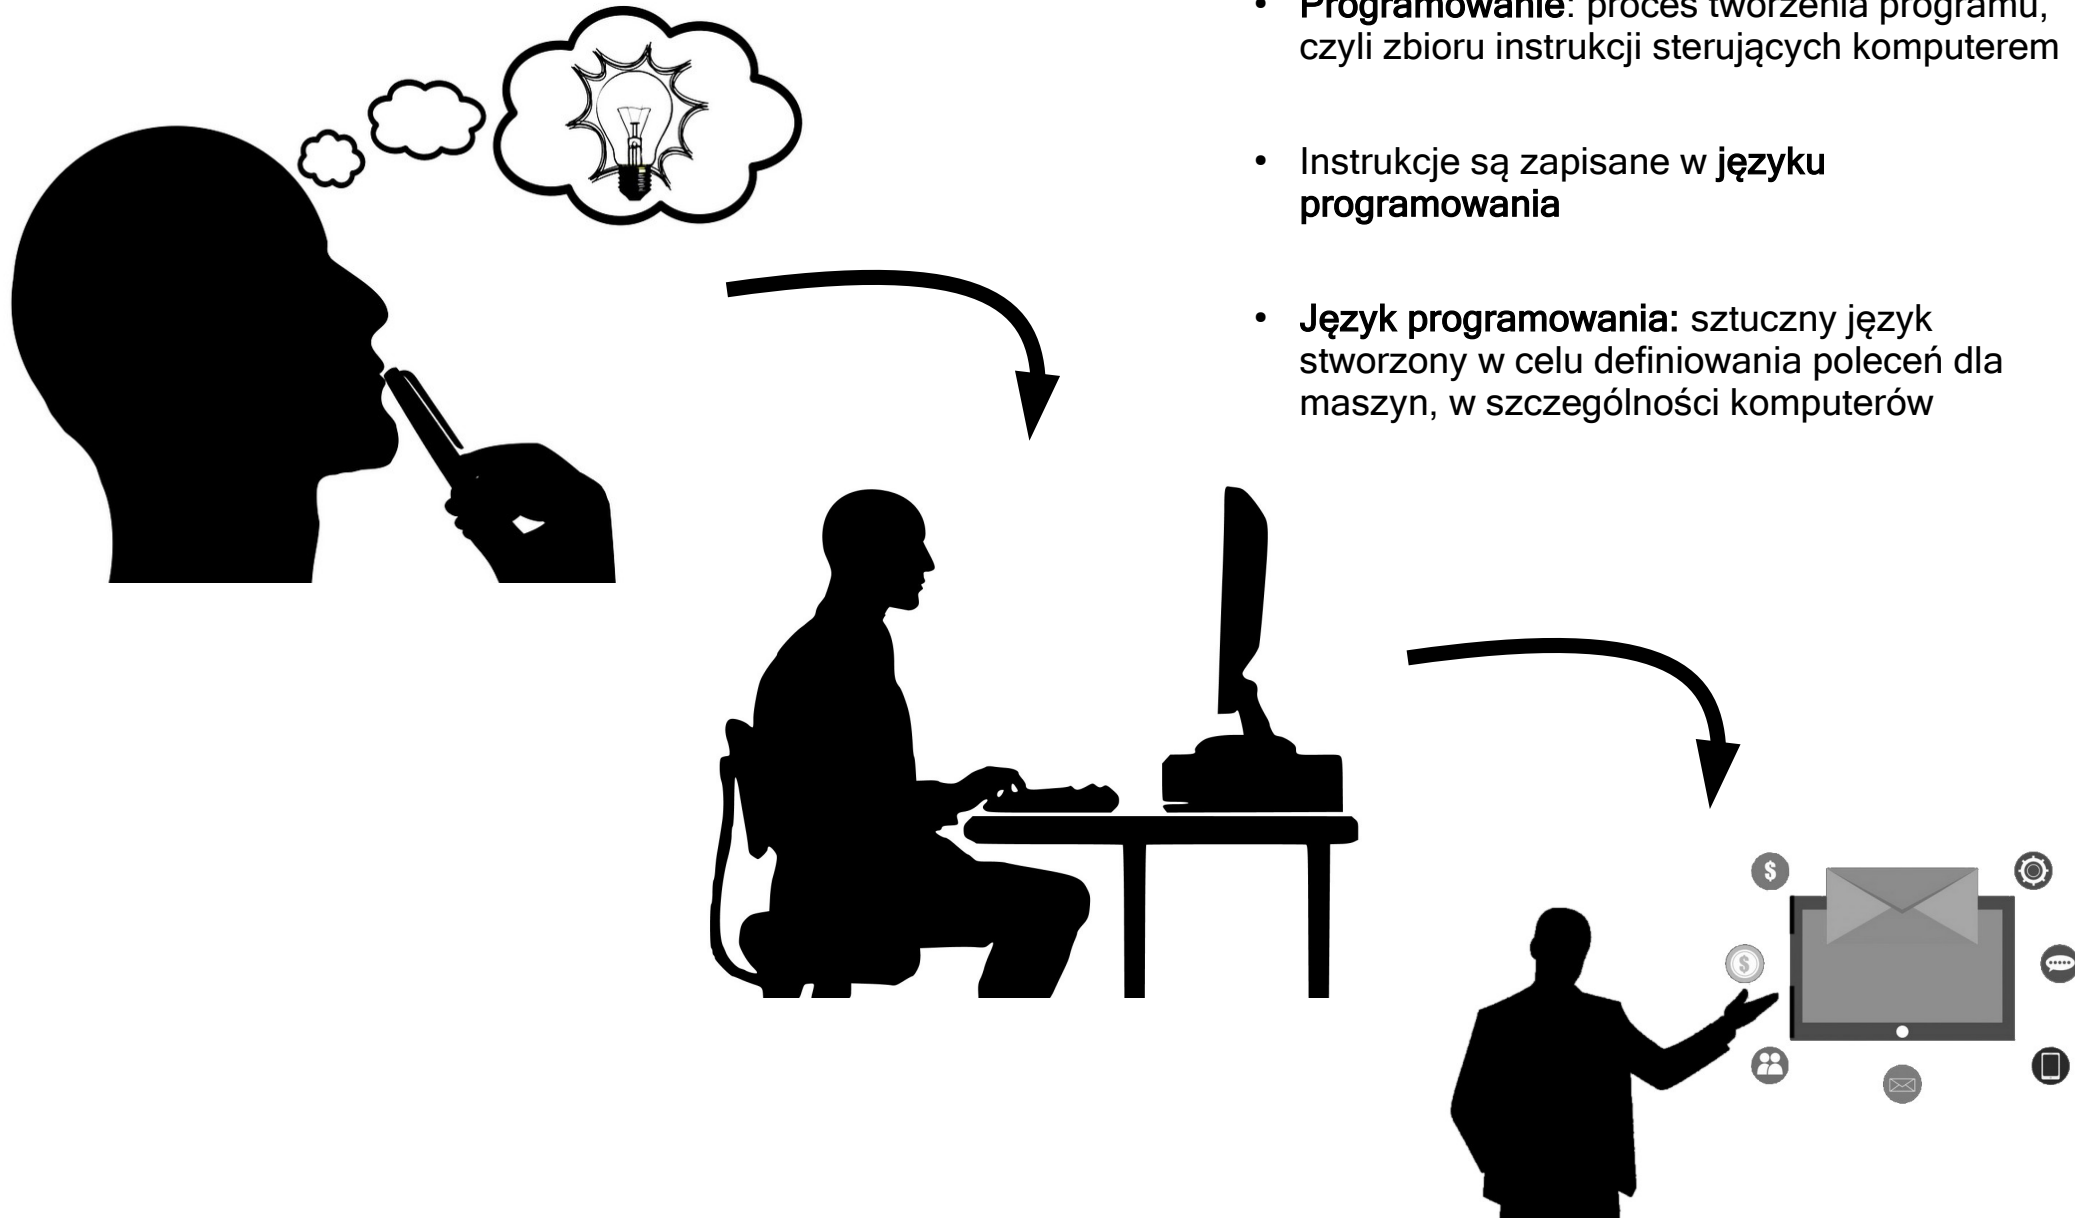 • Programowanie: proces tworzenia programu,
czyli zbioru instrukcji sterujących komputerem
• Instrukcje są zapisane w języku
programowania
• Język programowania: sztuczny język
stworzony w celu definiowania poleceń dla
maszyn, w szczególności komputerów
$
$